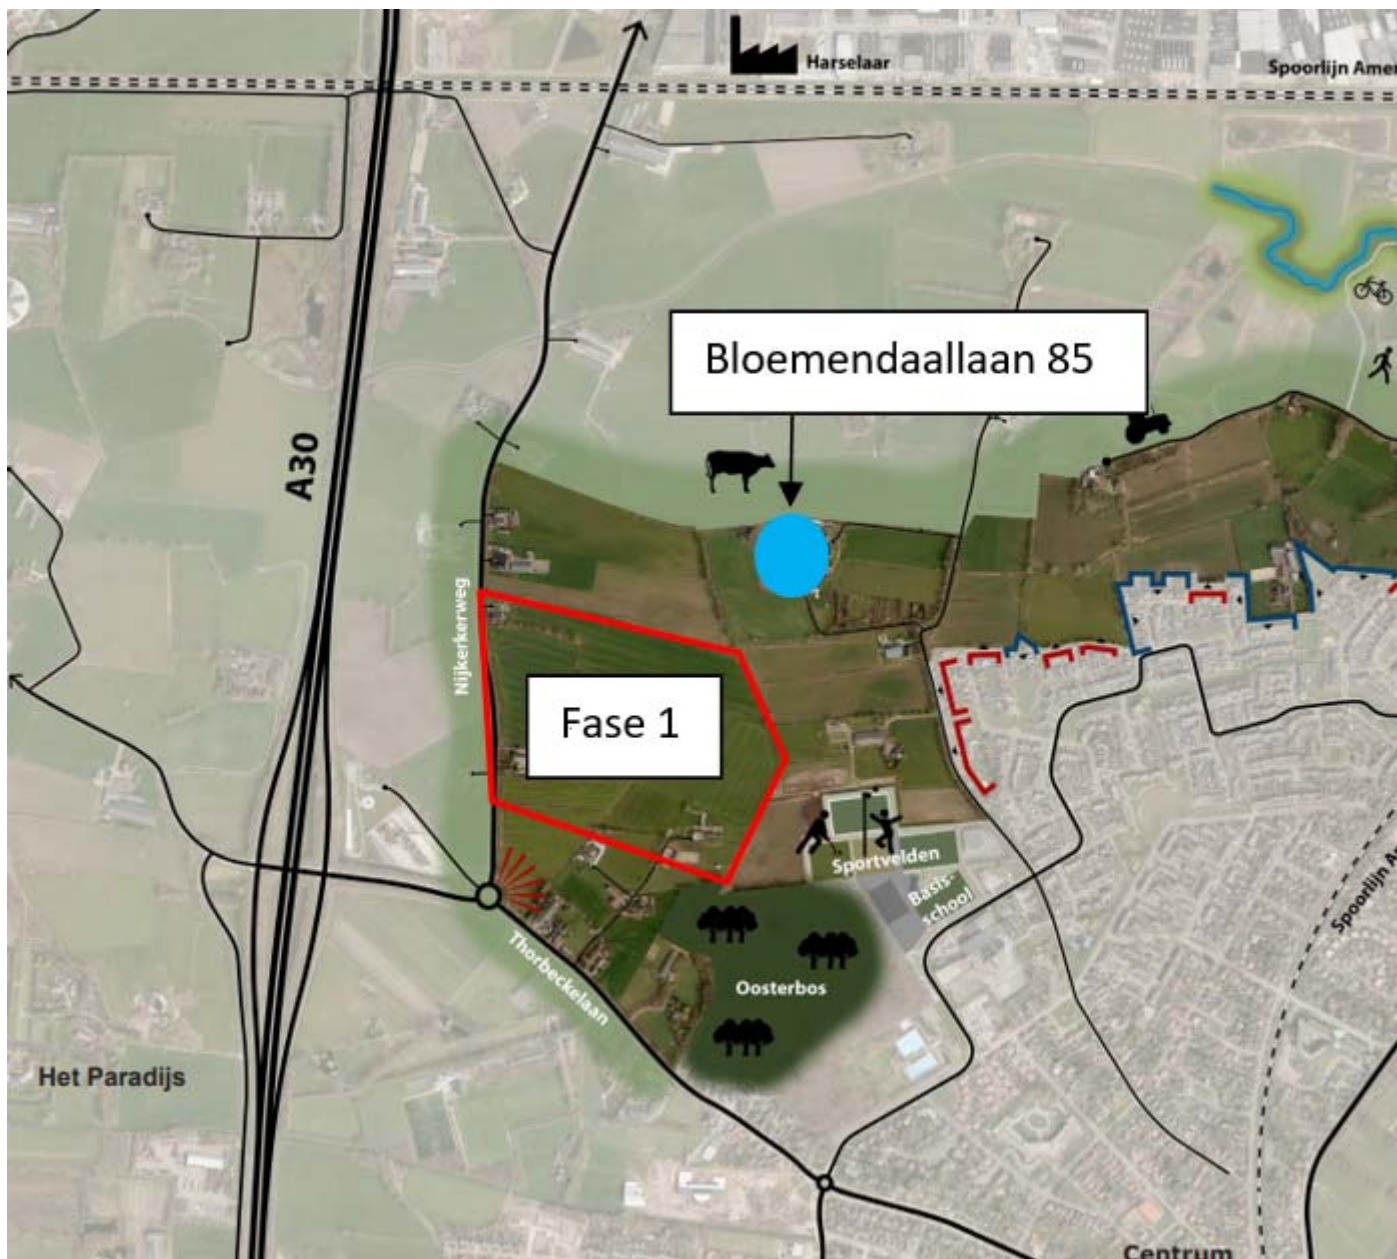 Harselaar
Spoorlijn Amer
Bloemendaallaan 85
A30
Nijkerkerweg
Fase 1
Sportvelden
Basis-
school
Spoorlijn A
Thorbeckelaan
Oosterbos
Het Paradijs
Centrum